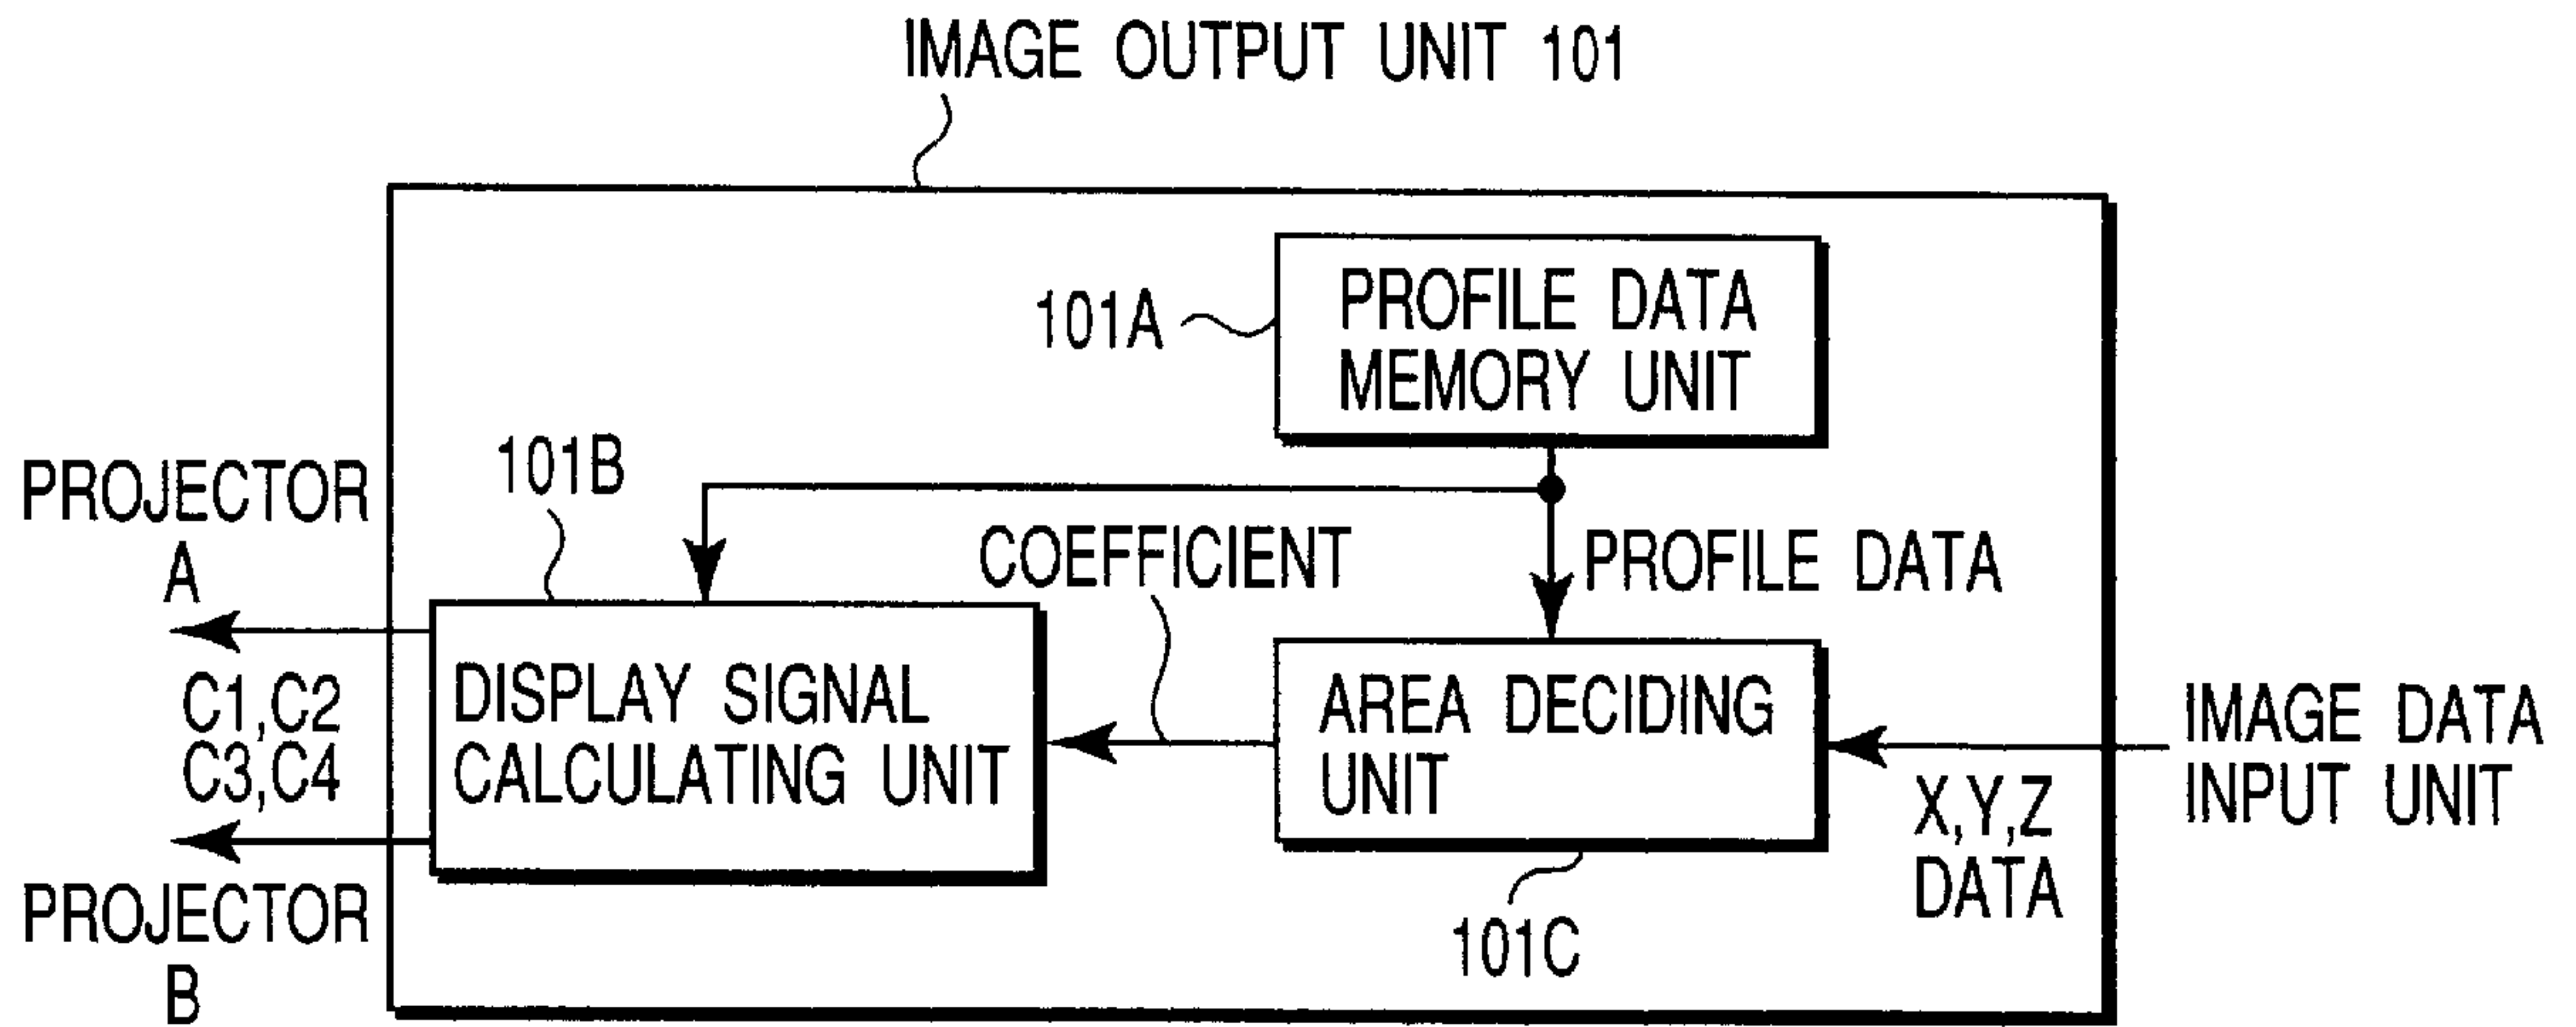 IMAGE OUTPUT UNIT 101
101A
PROFILE DATA
MEMORY UNIT
PROJECTOR
A
101B
COEFFICIENT
PROFILE DATA
C1,C2
C3,C4
DISPLAY SIGNAL
CALCULATING UNIT
AREA DECIDING
UNIT
X,Y,Z
DATA
IMAGE DATA
INPUT UNIT
PROJECTOR
B
101C